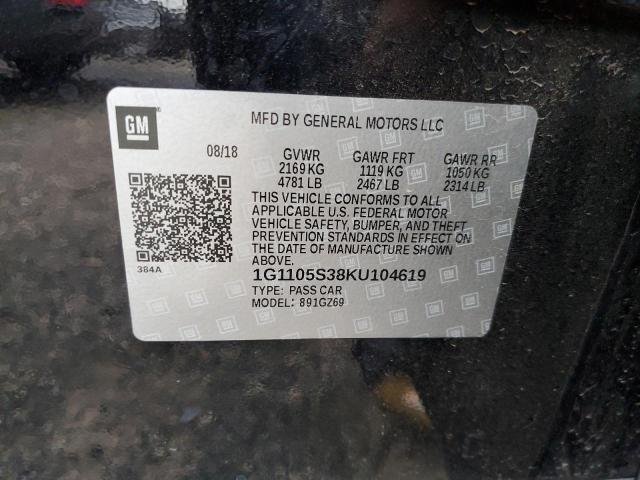 GM
MFD BY GENERAL MOTORS LLC
08/18 GVWR GAWR FRT GAWR RR
2169 KG 1119 KG 1050 KG
4781 LB 2467 LB 2314 LB
THIS VEHICLE CONFORMS TO ALL
APPLICABLE U.S. FEDERAL MOTOR
VEHICLE SAFETY, BUMPER, AND THEFT
PREVENTION STANDARDS IN EFFECT ON
THE DATE OF MANUFACTURE SHOWN
ABOVE.
384A
1G1105S38KU104619
TYPE: PASS CAR
MODEL: 891GZ69